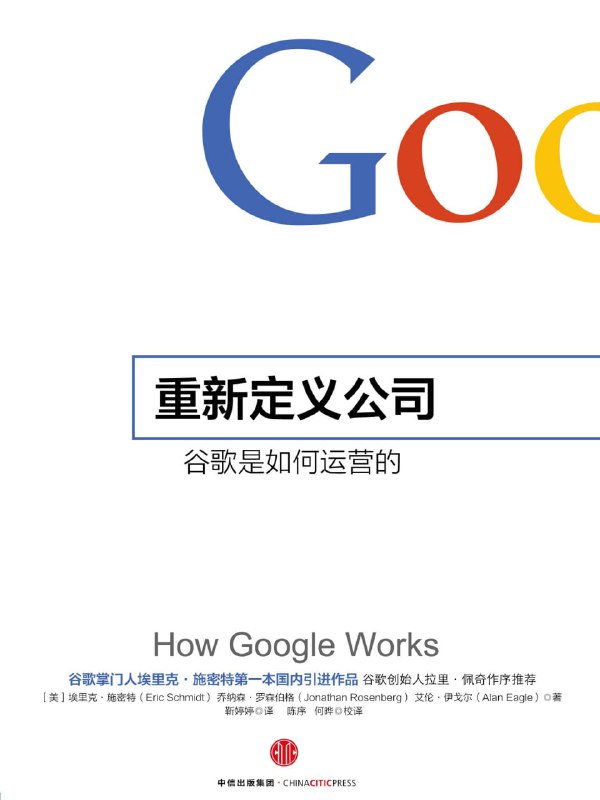 Goo
重新定义公司
谷歌是如何运营的
How Google Works
谷歌掌门人埃里克·施密特第一本国内引进作品 谷歌创始人拉里·佩奇作序推荐
［美］埃里克·施密特（Eric Schmidt） 乔纳森·罗森伯格（Jonathan Rosenberg） 艾伦·伊戈尔（Alan Eagle）◎著
靳婷婷◎译 陈序 何晔◎校译
中信出版集团·CHINACITICPRESS